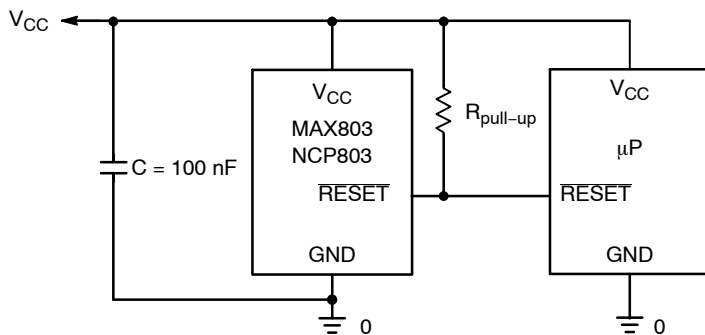 VCC
VCC
MAX803
NCP803
RESET
GND
C = 100 nF
Rpull−up
VCC
μP
RESET
GND
0
0